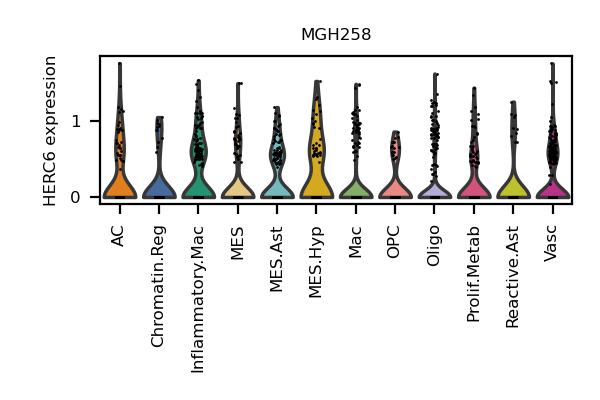 MGH258
HERC6 expression
1
0
AC
Chromatin.Reg
Inflammatory.Mac
MES
MES.Ast
MES.Hyp
Mac
OPC
Oligo
Prolif.Metab
Reactive.Ast
Vasc